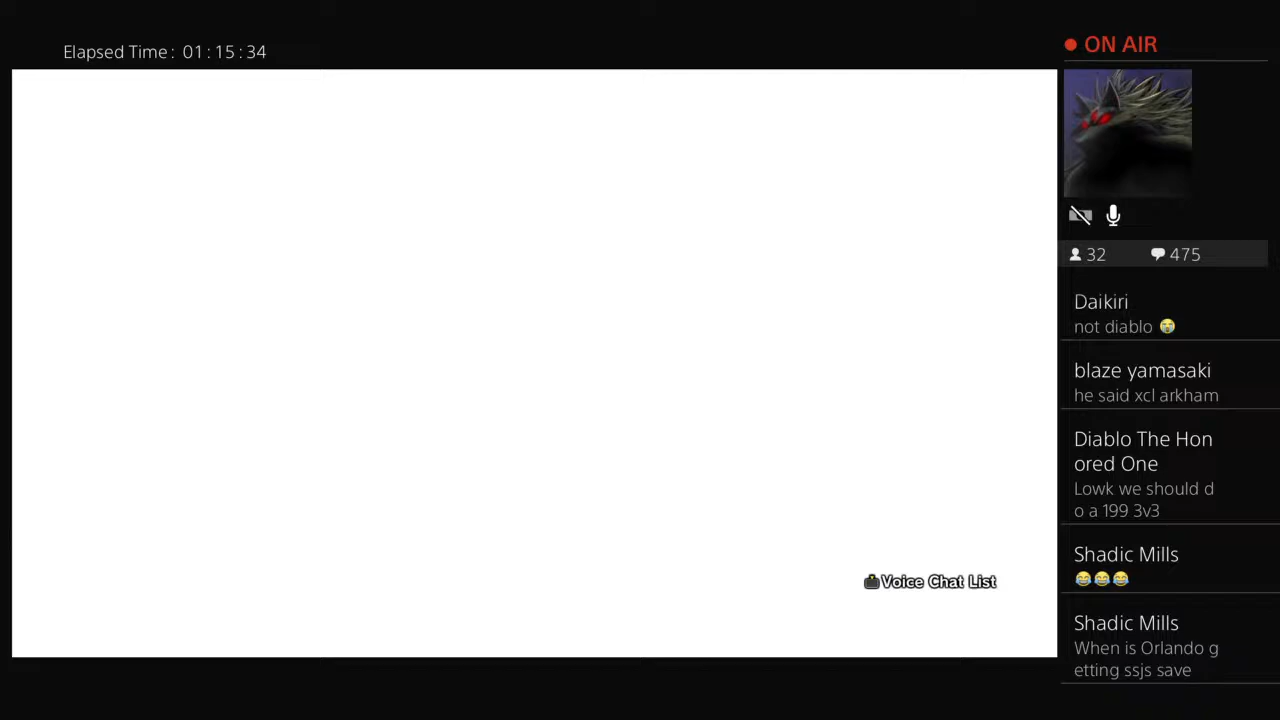 Elapsed Time: 01:15:34
ON AIR
32 475
Daikiri
not diablo 😭
blaze yamasaki
he said xcl arkham
Diablo The Hon
ored One
Lowk we should d
o a 199 3v3
Shadic Mills
😂😂😂
Shadic Mills
When is Orlando g
etting ssjs save
Voice Chat List